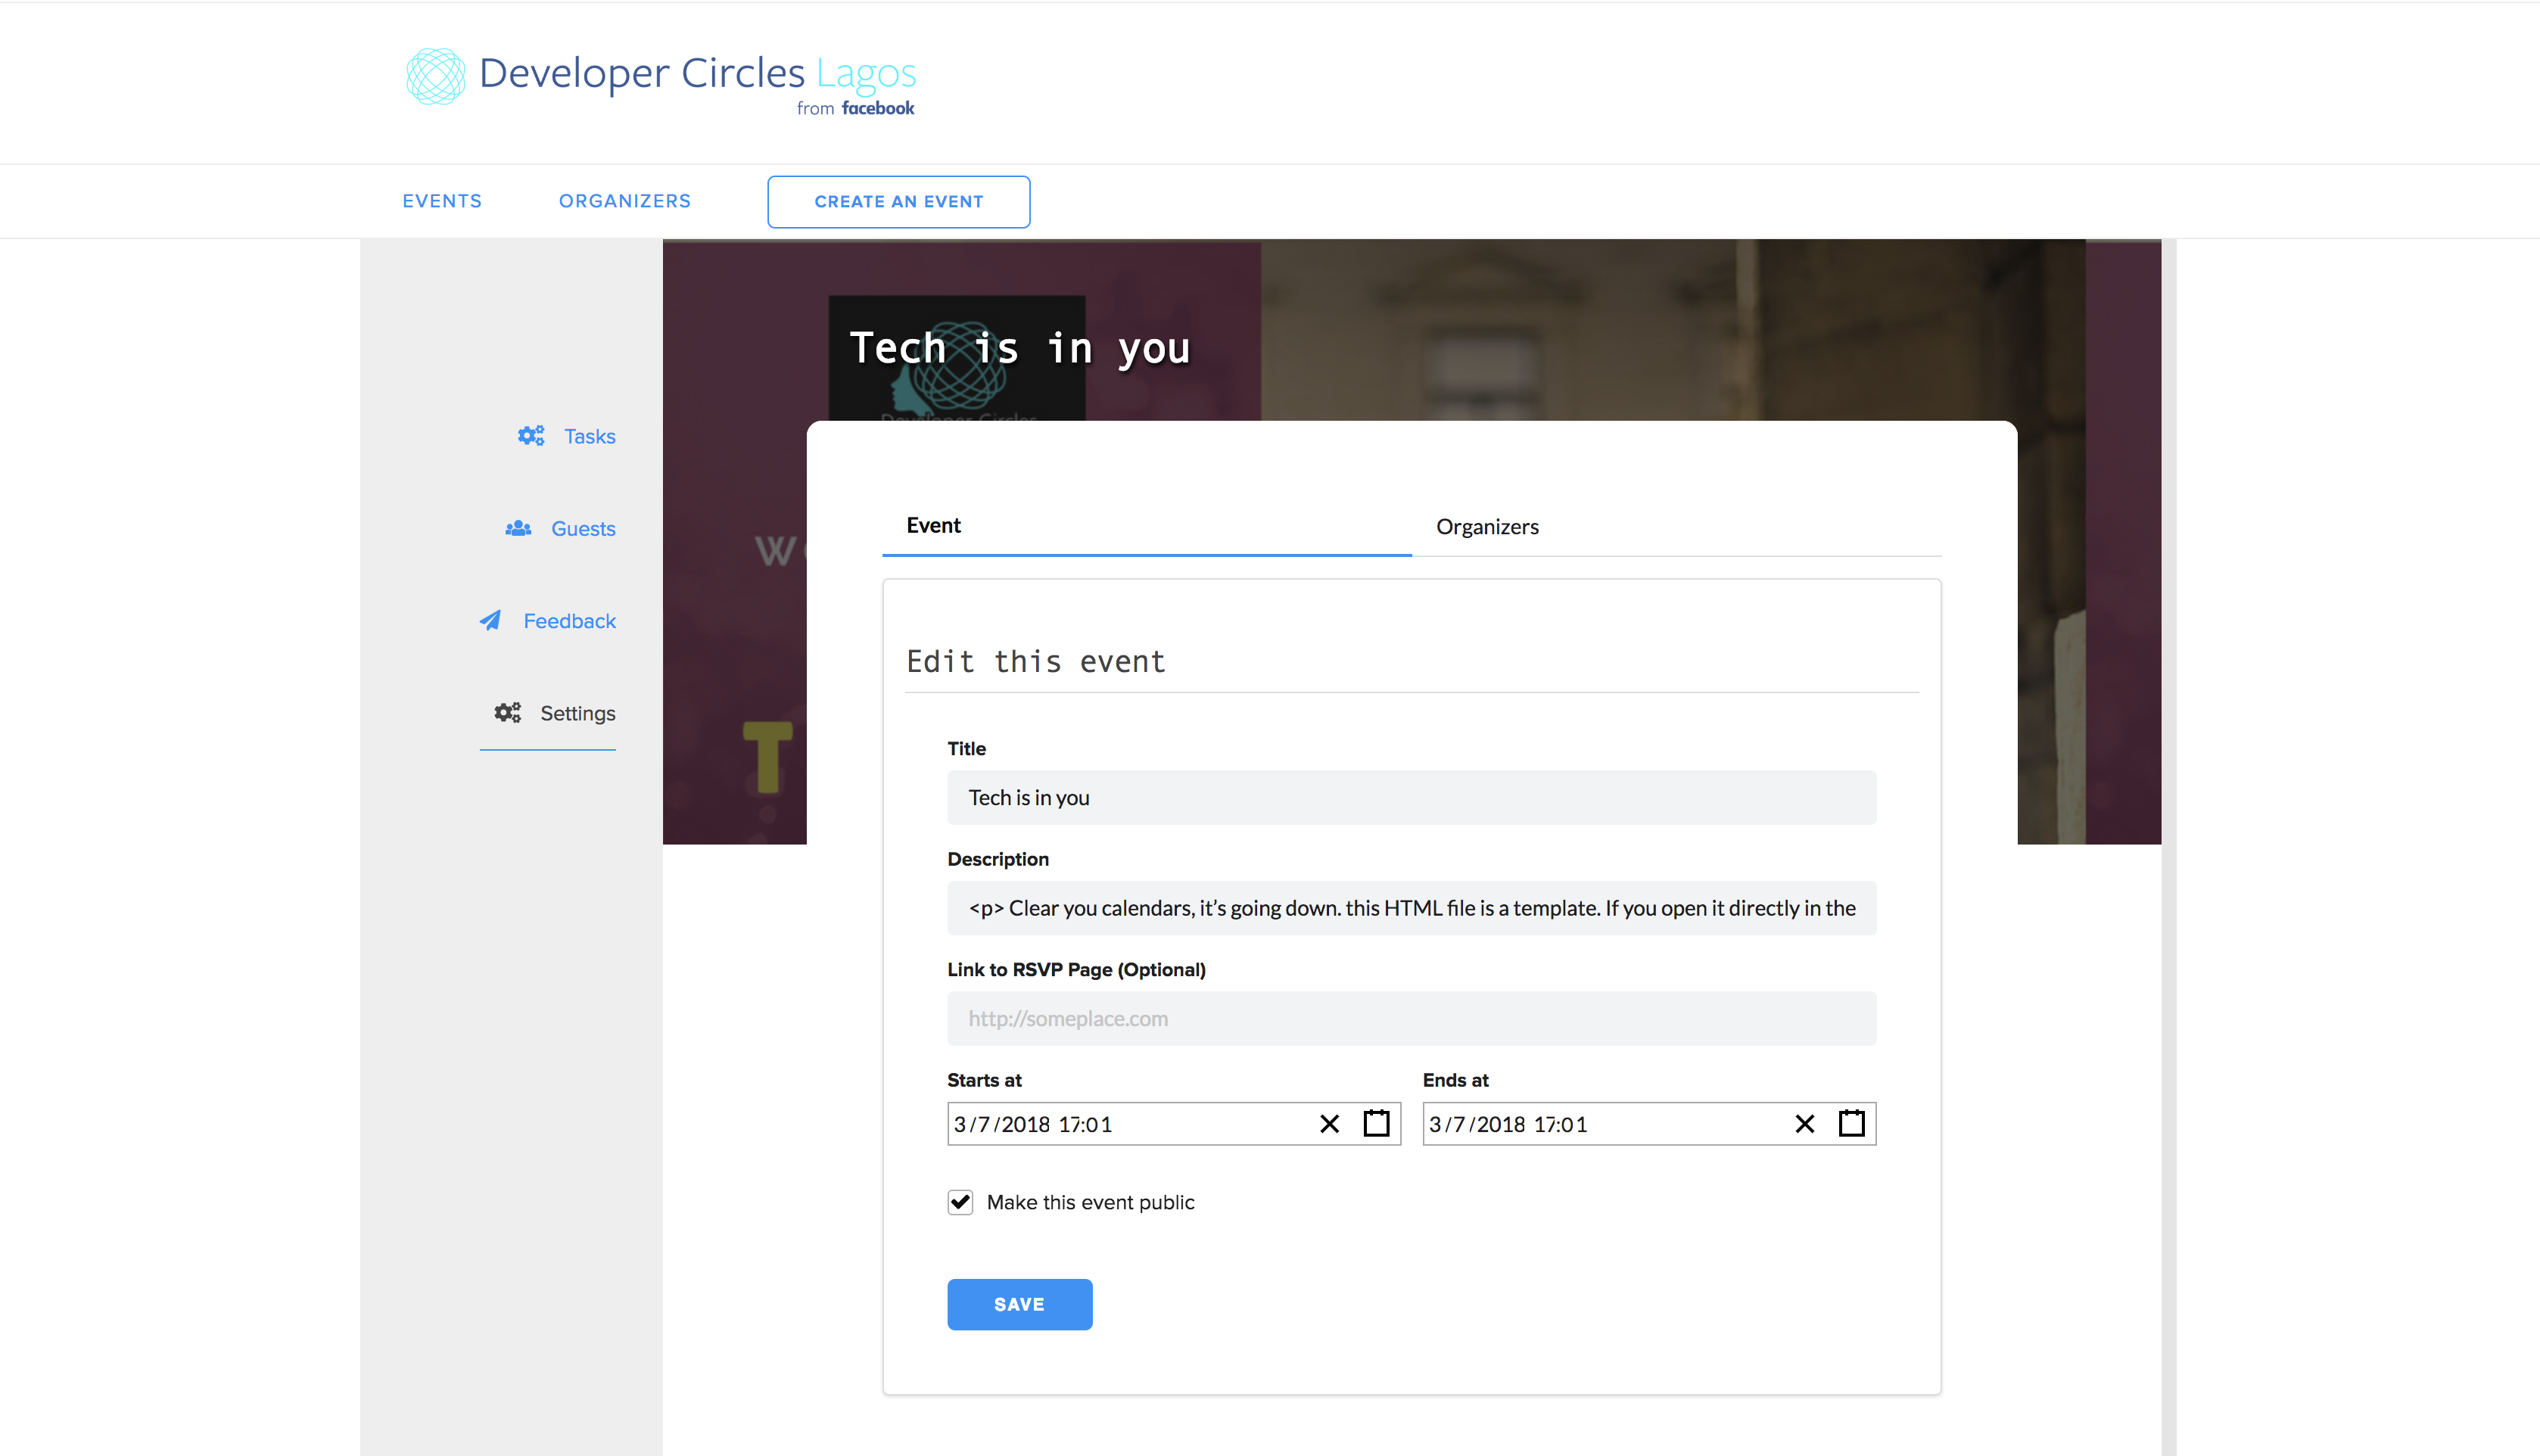 Developer Circles Lagos
from facebook
EVENTS
ORGANIZERS
CREATE AN EVENT
Tech is in you
Developer Circles
Tasks
Guests
Feedback
Settings
W
T
Event
Organizers
Edit this event
Title
Tech is in you
Description
<p> Clear you calendars, it’s going down. this HTML file is a template. If you open it directly in the
Link to RSVP Page (Optional)
http://someplace.com
Starts at
Ends at
3/7/2018 17:01
3/7/2018 17:01
Make this event public
SAVE